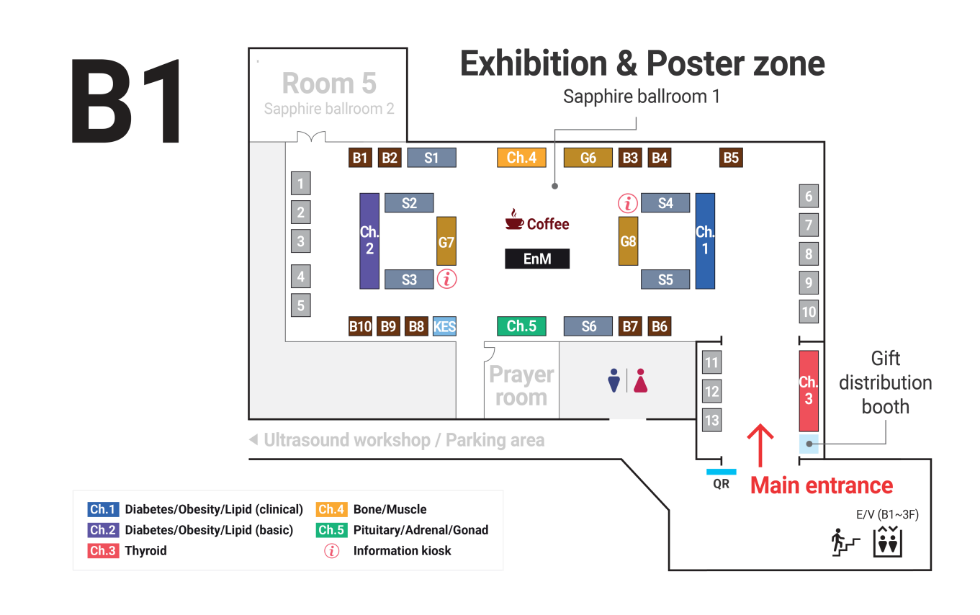 B1
Room 5
Sapphire ballroom 2
Exhibition & Poster zone
Sapphire ballroom 1
B1 B2 S1 Ch.4 G6 B3 B4 B5
1
2
3
4
5
S2
Ch.
2
G7
S3
Coffee
EnM
S4
G8
Ch.
1
S5
6
7
8
9
10
B10 B9 B8 KES Ch.5 S6 B7 B6
Prayer
room
11
12
13
Ch.
3
Gift
distribution
booth
Ultrasound workshop / Parking area
QR
Main entrance
E/V (B1~3F)
Ch.1 Diabetes/Obesity/Lipid (clinical)
Ch.2 Diabetes/Obesity/Lipid (basic)
Ch.3 Thyroid
Ch.4 Bone/Muscle
Ch.5 Pituitary/Adrenal/Gonad
i Information kiosk